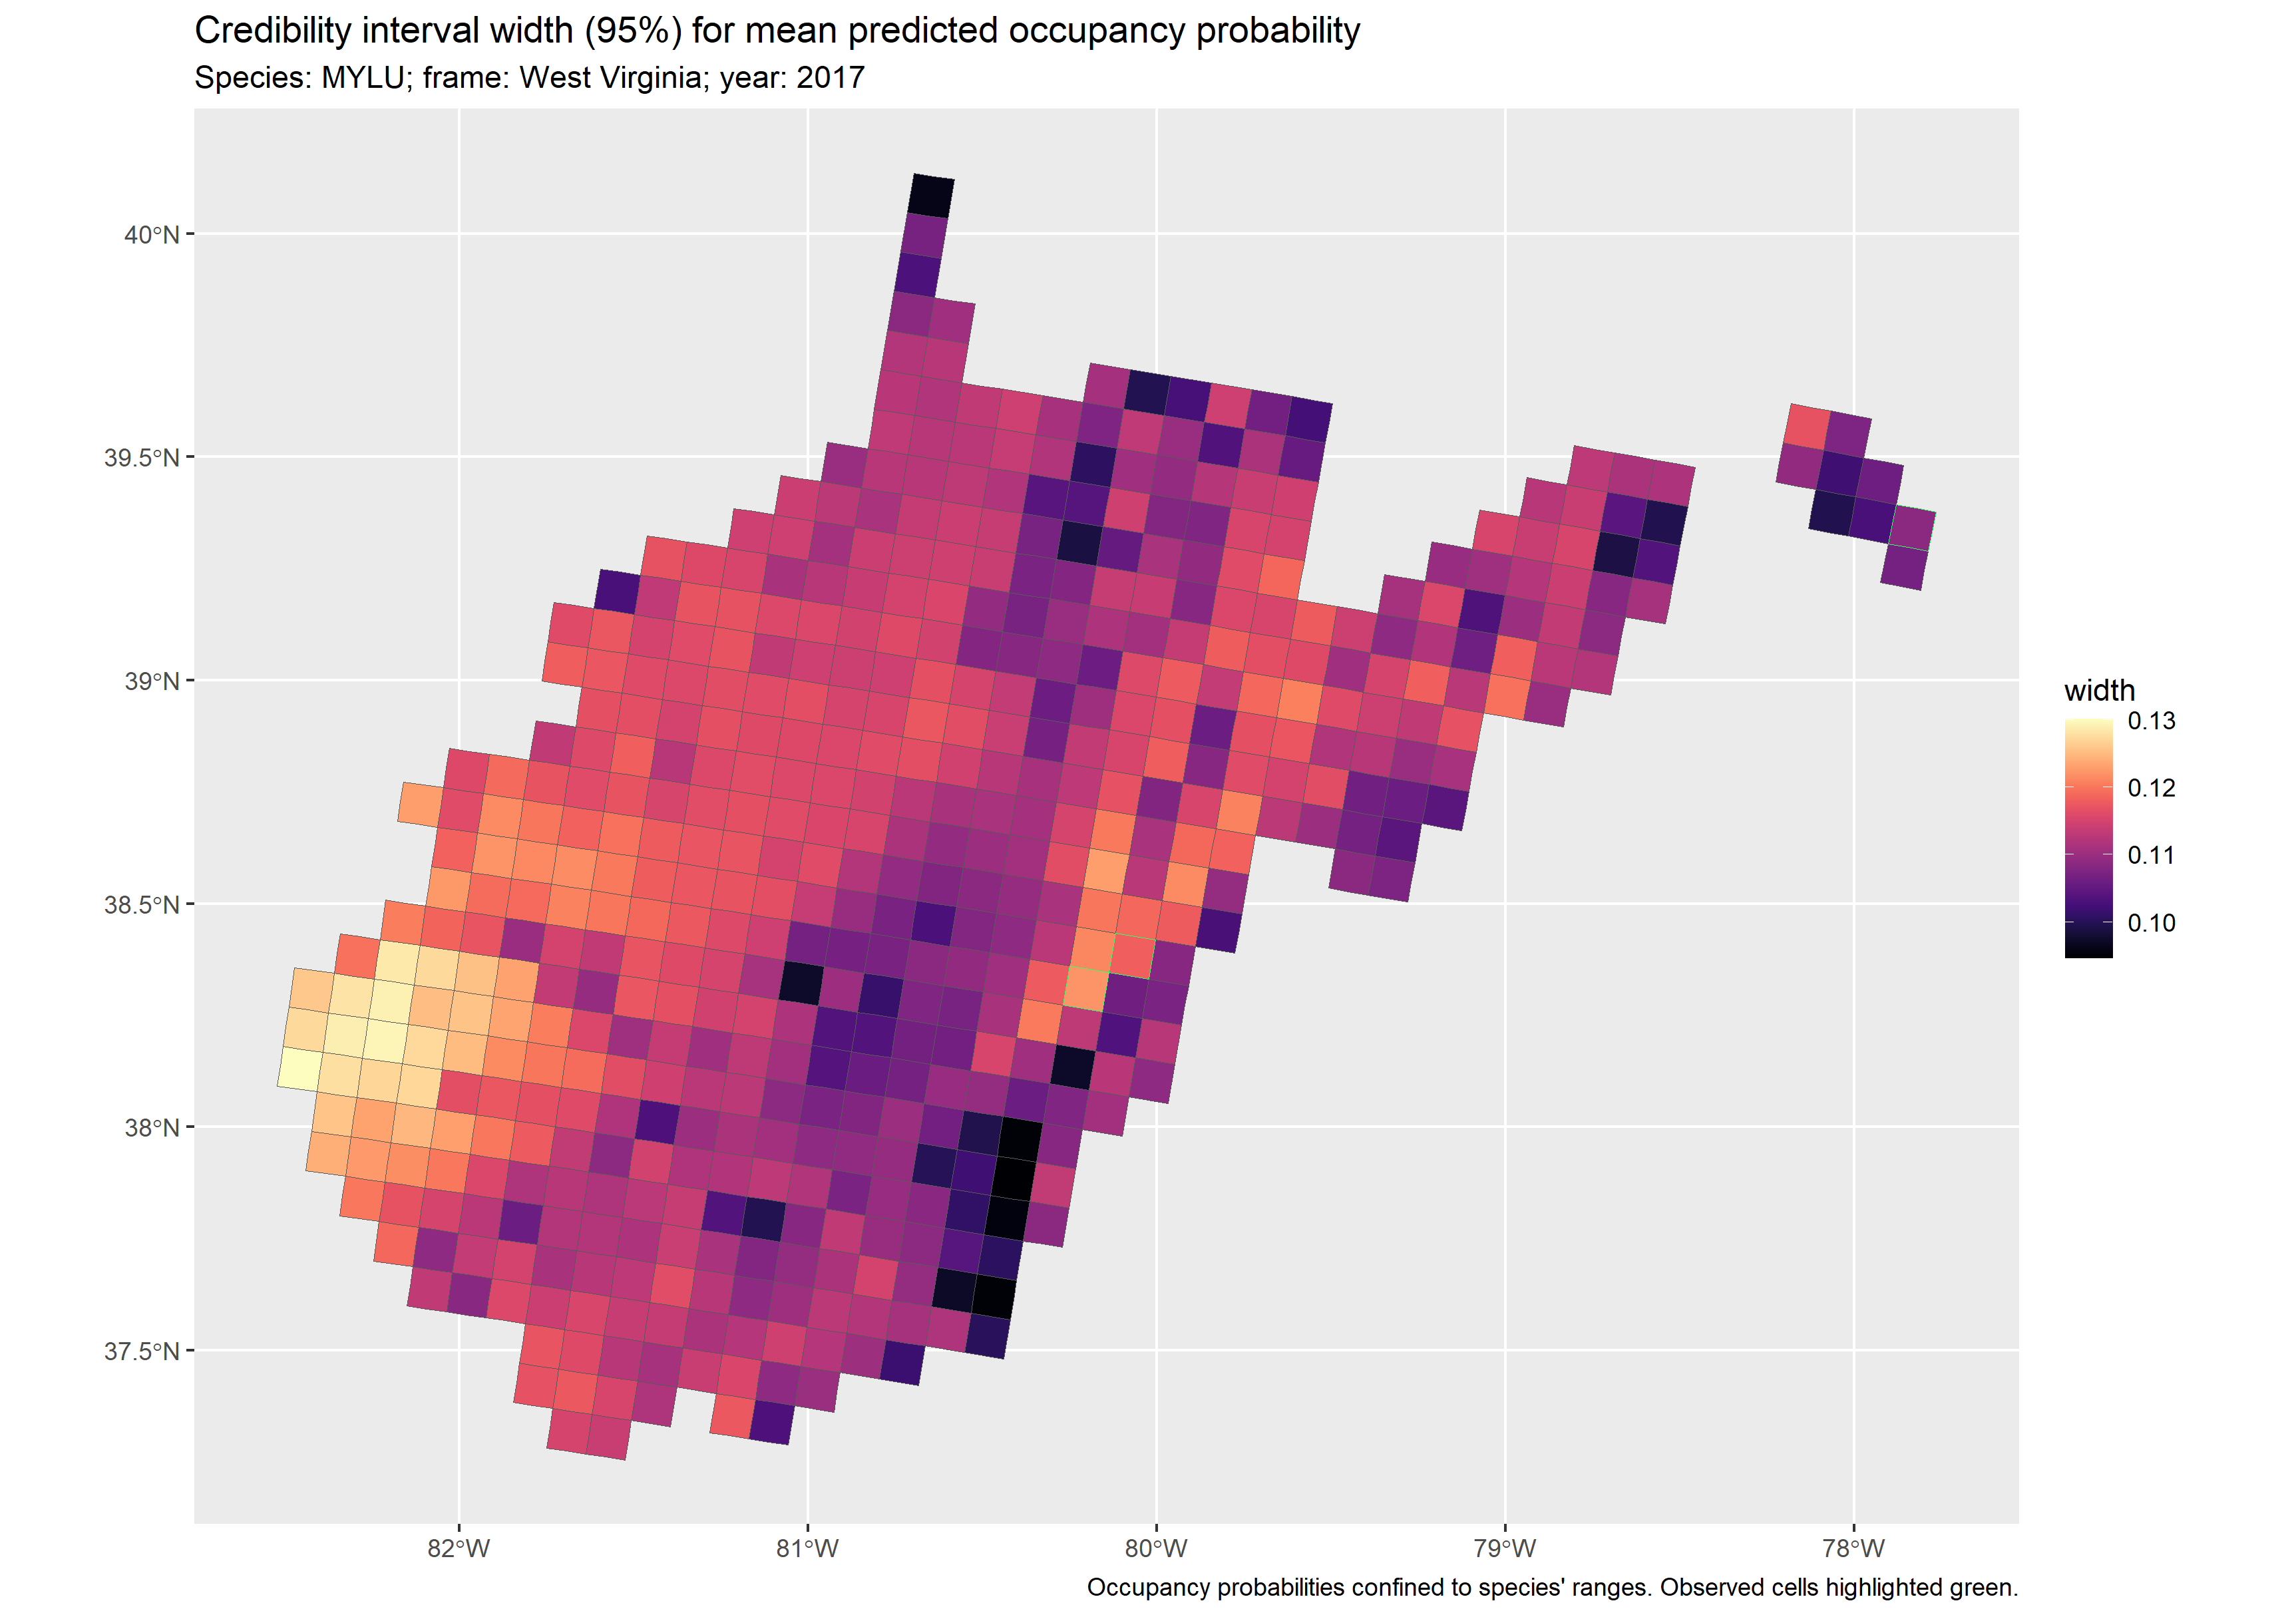 Credibility interval width (95%) for mean predicted occupancy probability
Species: MYLU; frame: West Virginia; year: 2017
40°N
39.5°N
39°N
38.5°N
38°N
37.5°N
82°W
81°W
80°W
79°W
78°W
width
0.13
0.12
0.11
0.10
Occupancy probabilities confined to species' ranges. Observed cells highlighted green.